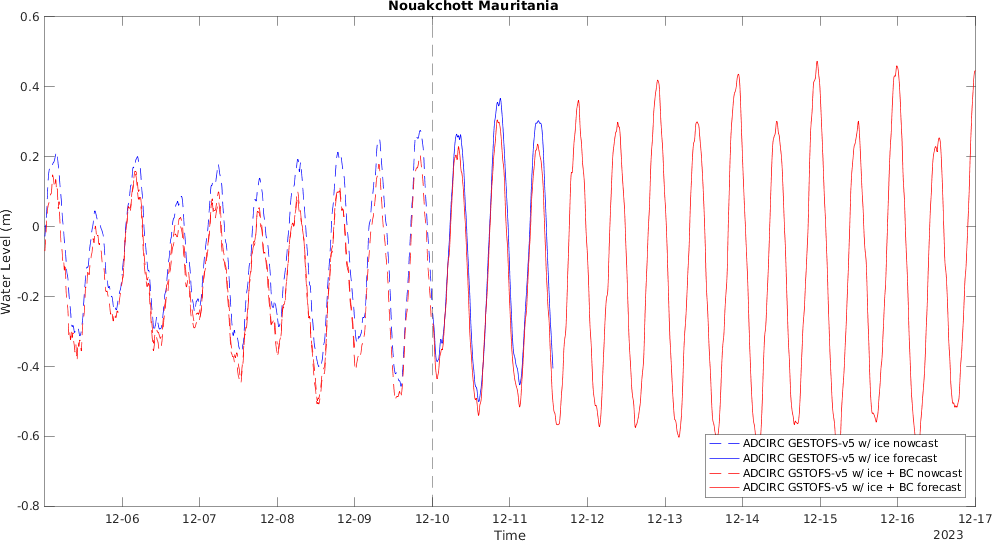 Nouakchott Mauritania
0.6
0.4
0.2
0
-0.2
-0.4
-0.6
-0.8
Water Level (m)
ADCIRC GESTOFS-v5 w/ ice nowcast
ADCIRC GESTOFS-v5 w/ ice forecast
ADCIRC GSTOFS-v5 w/ ice + BC nowcast
ADCIRC GSTOFS-v5 w/ ice + BC forecast
12-06 12-07 12-08 12-09 12-10 12-11 12-12 12-13 12-14 12-15 12-16 12-17
Time
2023